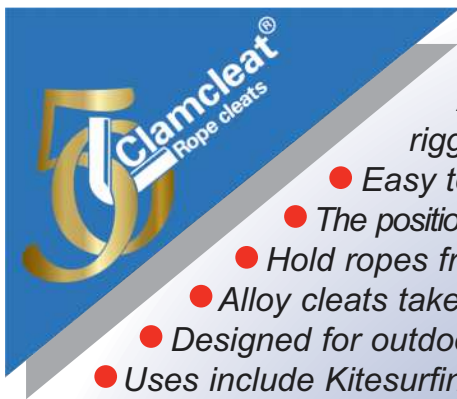 50
Clamcleat®
Rope cleats
rigg
● Easy t
● The positio
● Hold ropes fr
● Alloy cleats take
● Designed for outdoo
● Uses include Kitesurfin